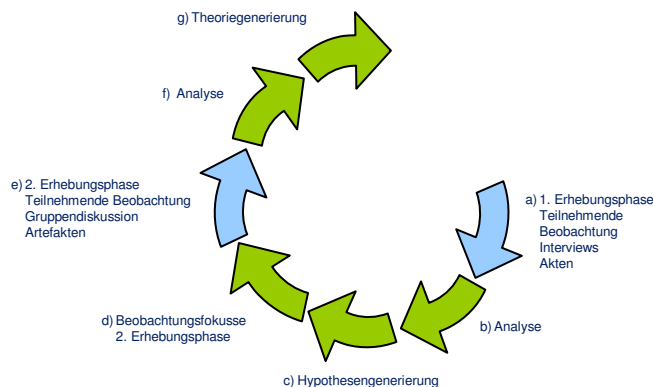 g) Theoriegenerierung
f) Analyse
e) 2. Erhebungsphase
Teilnehmende Beobachtung
Gruppendiskussion
Artefakten
a) 1. Erhebungsphase
Teilnehmende
Beobachtung
Interviews
Akten
d) Beobachtungsfokusse
2. Erhebungsphase
b) Analyse
c) Hypothesengenerierung